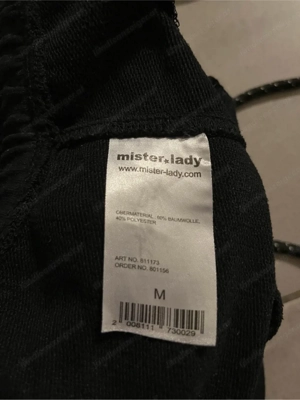 mister*lady
www.mister-lady.com
OBERMATERIAL: 60% BAUMWOLLE,
40% POLYESTER
ART NO. 811173
ORDER NO. 801156
M
2 008111 730029